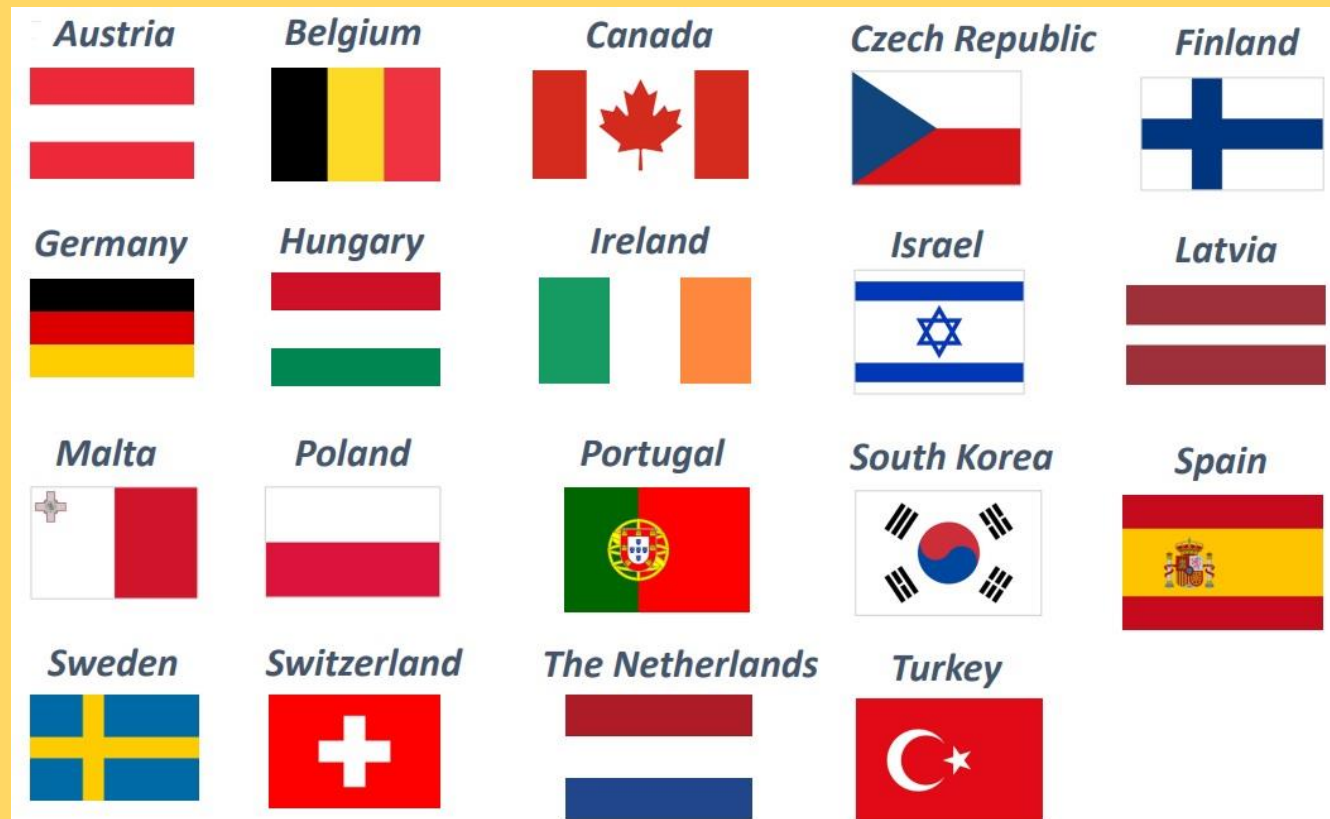 Austria Belgium Canada Czech Republic Finland
Germany Hungary Ireland Israel Latvia
Malta Poland Portugal South Korea Spain
Sweden Switzerland The Netherlands Turkey